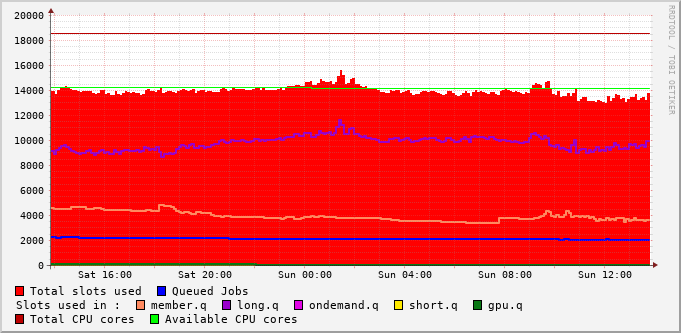 20000
18000
16000
14000
12000
10000
8000
6000
4000
2000
0
Sat 16:00 Sat 20:00 Sun 00:00 Sun 04:00 Sun 08:00 Sun 12:00
RRDTOOL / TOBI OETIKER
Total slots used Queued Jobs
Slots used in : member.q long.q ondemand.q short.q gpu.q
Total CPU cores Available CPU cores